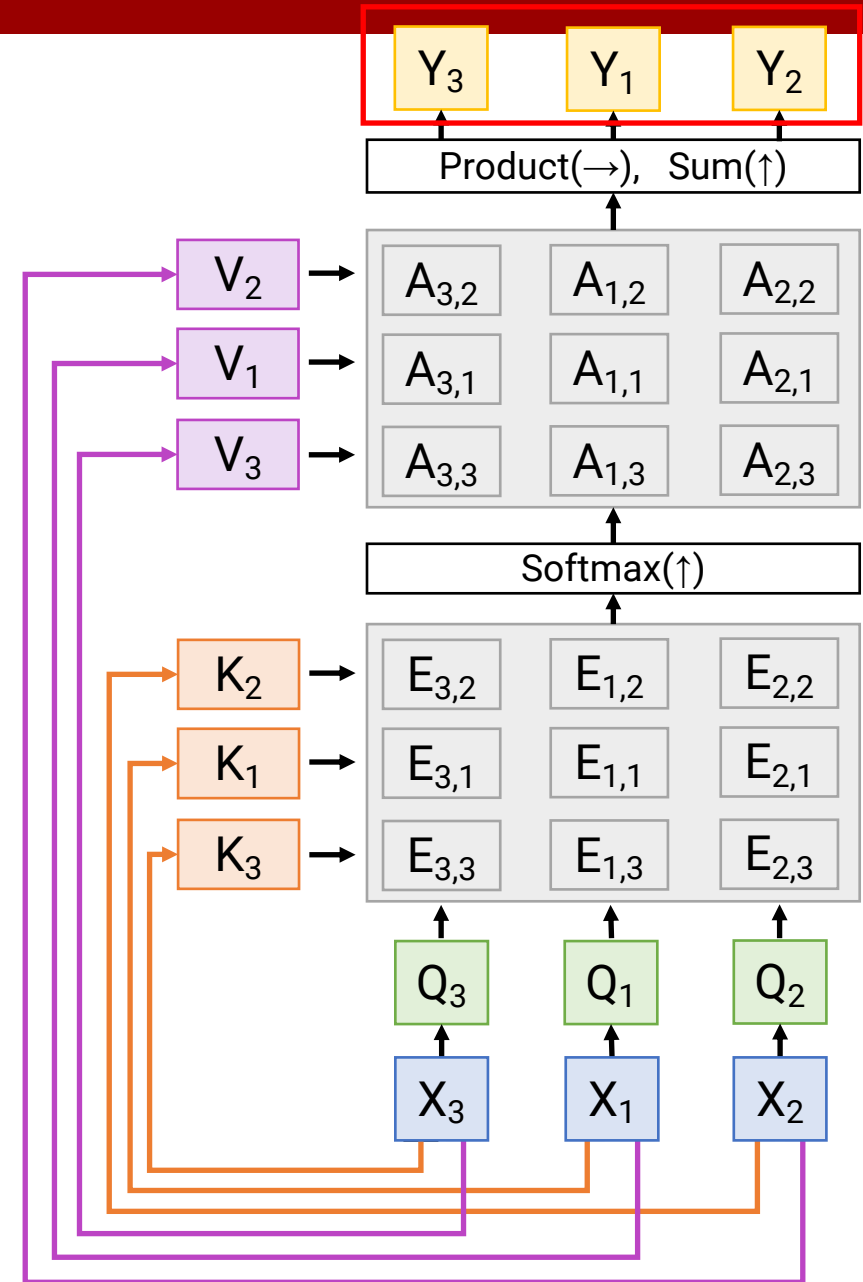 Y₃ Y₁ Y₂
Product(→), Sum(↑)
V₂ A₃,₂ A₁,₂ A₂,₂
V₁ A₃,₁ A₁,₁ A₂,₁
V₃ A₃,₃ A₁,₃ A₂,₃
Softmax(↑)
K₂ E₃,₂ E₁,₂ E₂,₂
K₁ E₃,₁ E₁,₁ E₂,₁
K₃ E₃,₃ E₁,₃ E₂,₃
Q₃ Q₁ Q₂
X₃ X₁ X₂